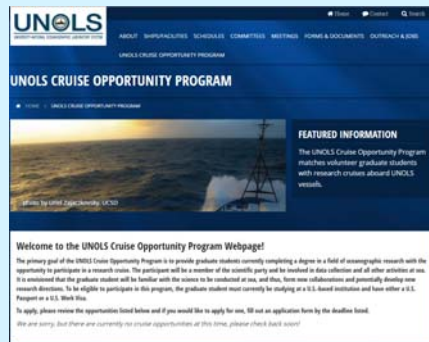 UNOLS
UNIVERSITY-NATIONAL OCEANOGRAPHIC LABORATORY SYSTEM
Home Contact Search
ABOUT SHIPS/FACILITIES SCHEDULES COMMITTEES MEETINGS FORMS & DOCUMENTS OUTREACH & JOBS
UNOLS CRUISE OPPORTUNITY PROGRAM
UNOLS CRUISE OPPORTUNITY PROGRAM
HOME UNOLS CRUISE OPPORTUNITY PROGRAM
photo by Uriel Zajaczkovski, UCSD
FEATURED INFORMATION
The UNOLS Cruise Opportunity Program
matches volunteer graduate students
with research cruises aboard UNOLS
vessels.
Welcome to the UNOLS Cruise Opportunity Program Webpage!
The primary goal of the UNOLS Cruise Opportunity Program is to provide graduate students currently completing a degree in a field of oceanographic research with the
opportunity to participate in a research cruise. The participant will be a member of the scientific party and be involved in data collection and all other activities at sea.
It is envisioned that the graduate student will be familiar with the science to be conducted at sea, and thus, form new collaborations and potentially develop new
research directions. To be eligible to participate in this program, the graduate student must currently be studying at a U.S.-based institution and have either a U.S.
Passport or a U.S. Work Visa.
To apply, please review the opportunities listed below and if you would like to apply for one, fill out an application form by the deadline listed.
We are sorry, but there are currently no cruise opportunities at this time, please check back soon!